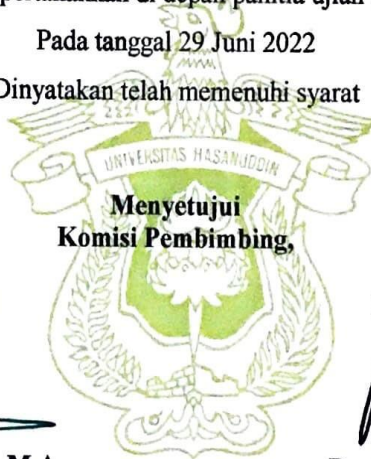 Pada tanggal 29 Juni 2022
Dinyatakan telah memenuhi syarat
UNIVERSITAS HASANUDDIN
Menyetujui
Komisi Pembimbing,